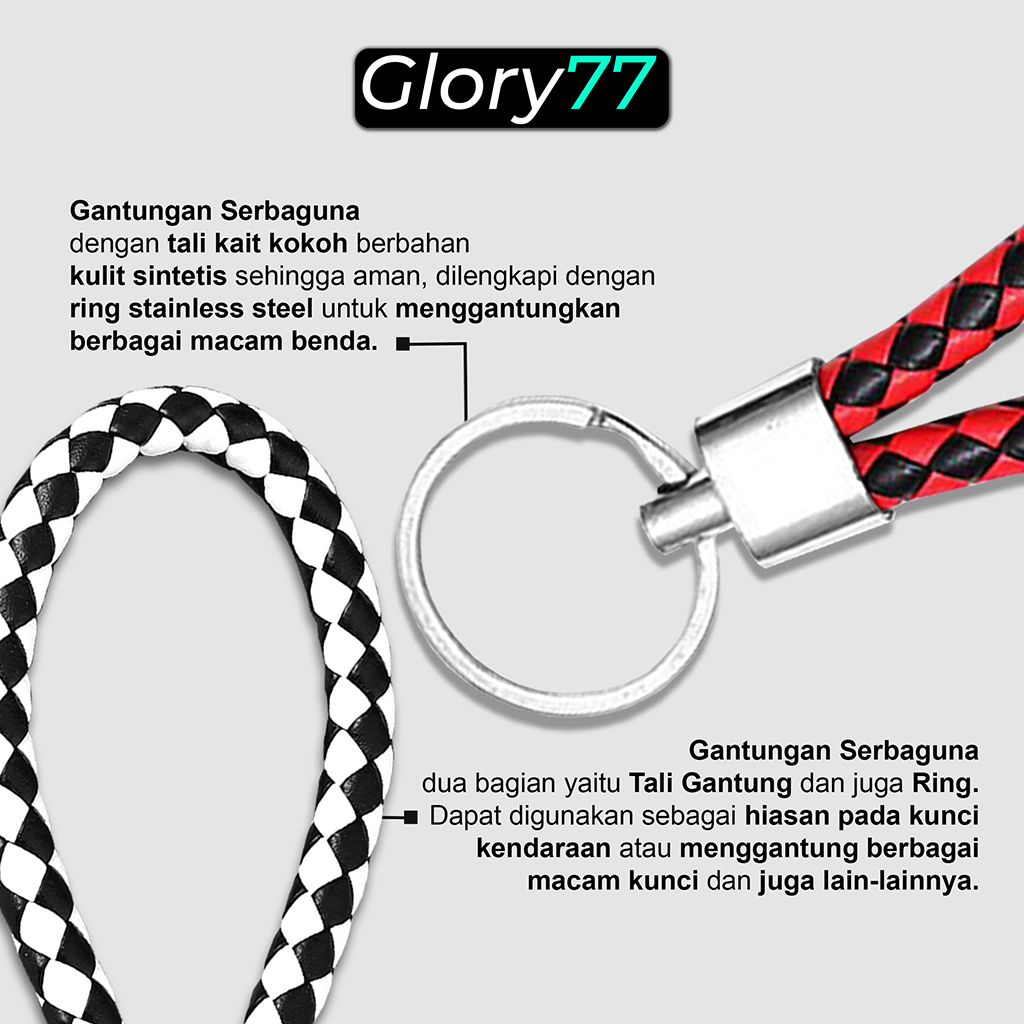 Glory77
Gantungan Serbaguna
dengan tali kait kokoh berbahan
kulit sintetis sehingga aman, dilengkapi dengan
ring stainless steel untuk menggantungkan
berbagai macam benda.
Gantungan Serbaguna
dua bagian yaitu Tali Gantung dan juga Ring.
Dapat digunakan sebagai hiasan pada kunci
kendaraan atau menggantung berbagai
macam kunci dan juga lain-lainnya.